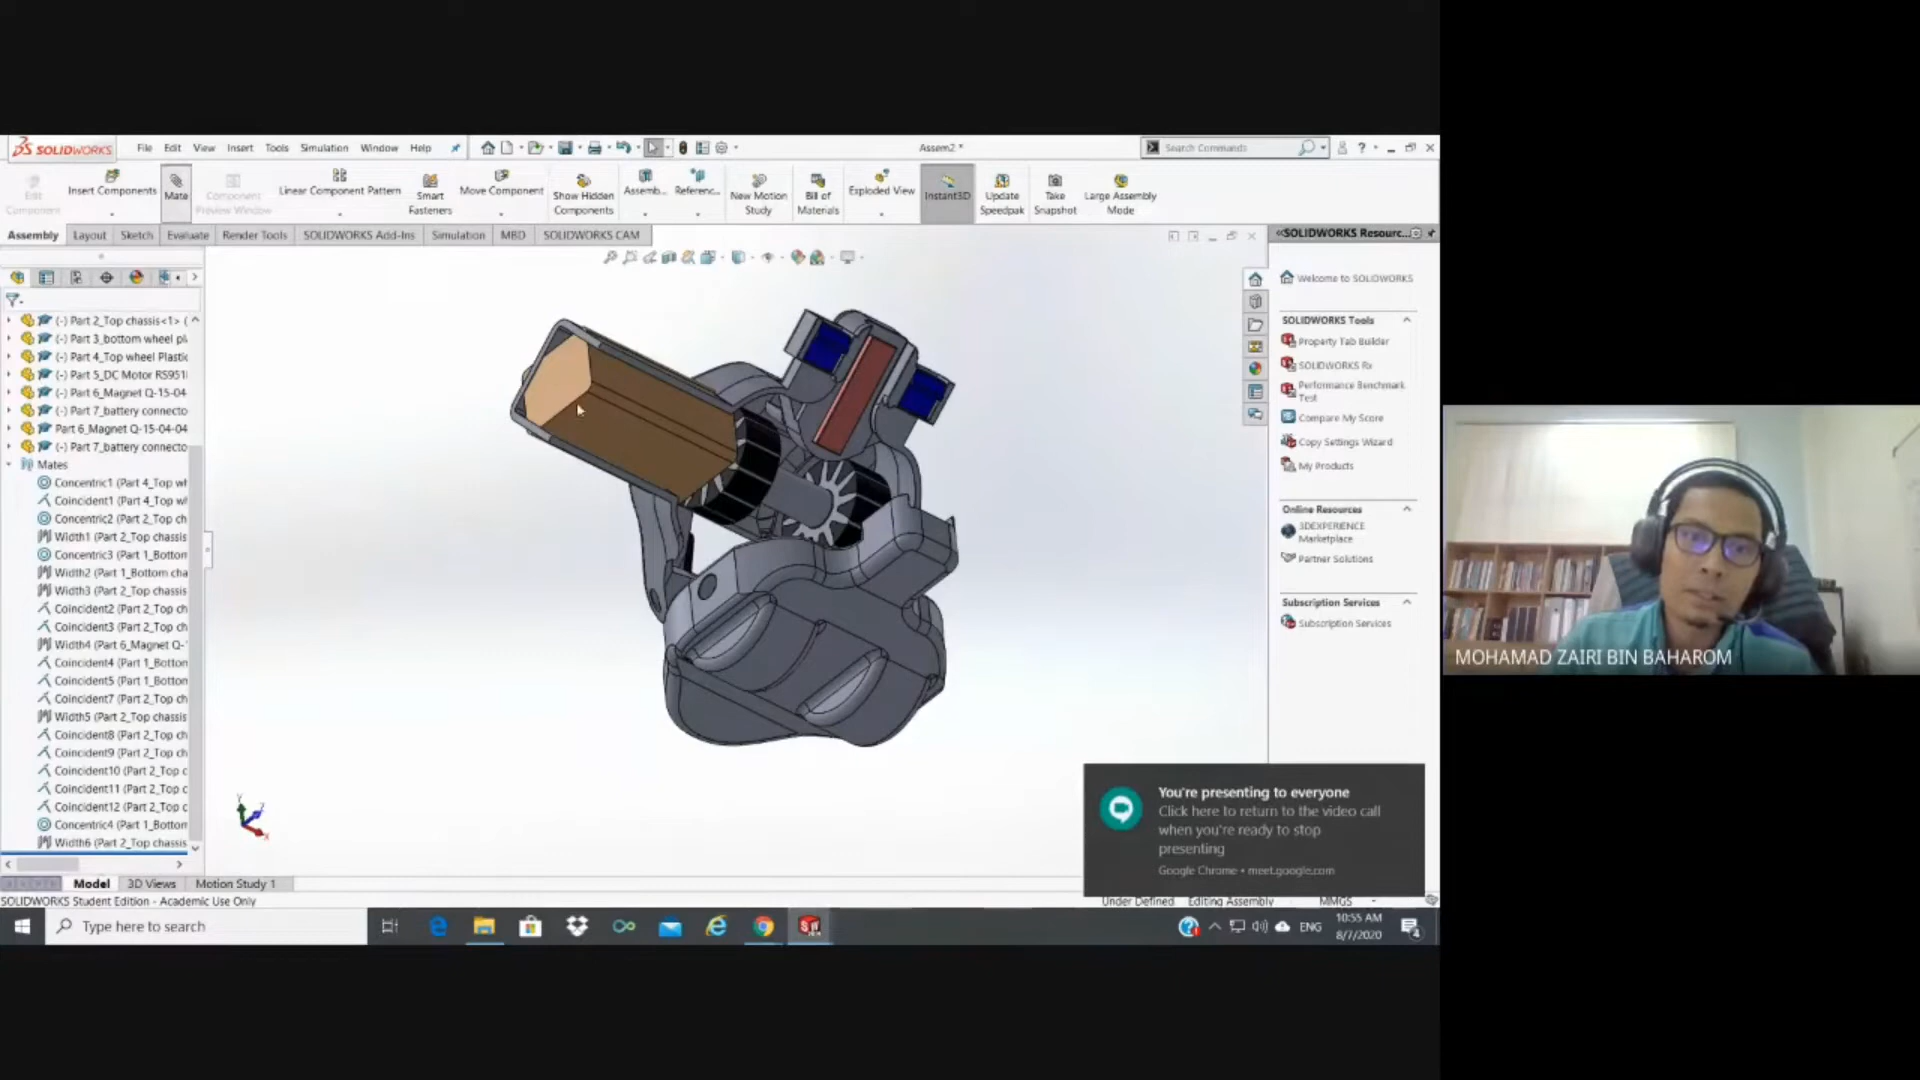 SOLIDWORKS File Edit View Insert Tools Simulation Window Help Assem2 * Search Commands
Edit Component
Insert Components
Mate
Component Preview Window
Linear Component Pattern
Smart Fasteners
Move Component
Show Hidden Components
Assemb...
Referenc...
New Motion Study
Bill of Materials
Exploded View
Instant3D
Update Speedpak
Take Snapshot
Large Assembly Mode
Assembly Layout Sketch Evaluate Render Tools SOLIDWORKS Add-Ins Simulation MBD SOLIDWORKS CAM
(-) Part 2_Top chassis<1> (
(-) Part 3_bottom wheel pl
(-) Part 4_Top wheel Plastic
(-) Part 5_DC Motor RS951
(-) Part 6_Magnet Q-15-04
(-) Part 7_battery connecto
Part 6_Magnet Q-15-04-04
(-) Part 7_battery connecto
Mates
Concentric1 (Part 4_Top wh
Coincident1 (Part 4_Top w
Concentric2 (Part 2_Top ch
Width1 (Part 2_Top chassis
Concentric3 (Part 1_Bottom
Width2 (Part 1_Bottom cha
Width3 (Part 2_Top chassis
Coincident2 (Part 2_Top ch
Coincident3 (Part 2_Top ch
Width4 (Part 6_Magnet Q-
Coincident4 (Part 1_Bottom
Coincident5 (Part 1_Bottom
Coincident7 (Part 2_Top ch
Width5 (Part 2_Top chassis
Coincident8 (Part 2_Top ch
Coincident9 (Part 2_Top ch
Coincident10 (Part 2_Top c
Coincident11 (Part 2_Top c
Coincident12 (Part 2_Top c
Concentric4 (Part 1_Bottom
Width6 (Part 2_Top chassis
SOLIDWORKS Resourc...
Welcome to SOLIDWORKS
SOLIDWORKS Tools
Property Tab Builder
SOLIDWORKS Rx
Performance Benchmark
Test
Compare My Score
Copy Settings Wizard
My Products
Online Resources
3DEXPERIENCE
Marketplace
Partner Solutions
Subscription Services
Subscription Services
MOHAMAD ZAIRI BIN BAHAROM
You're presenting to everyone
Click here to return to the video call
when you're ready to stop
presenting
Google Chrome • meet.google.com
Model 3D Views Motion Study 1
SOLIDWORKS Student Edition - Academic Use Only Under Defined Editing Assembly MMGS
Type here to search
ENG
10:55 AM
8/7/2020